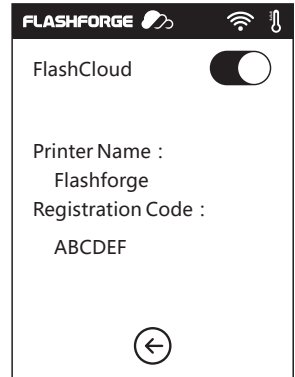 FLASHFORGE
FlashCloud
Printer Name：
Flashforge
Registration Code：
ABCDEF